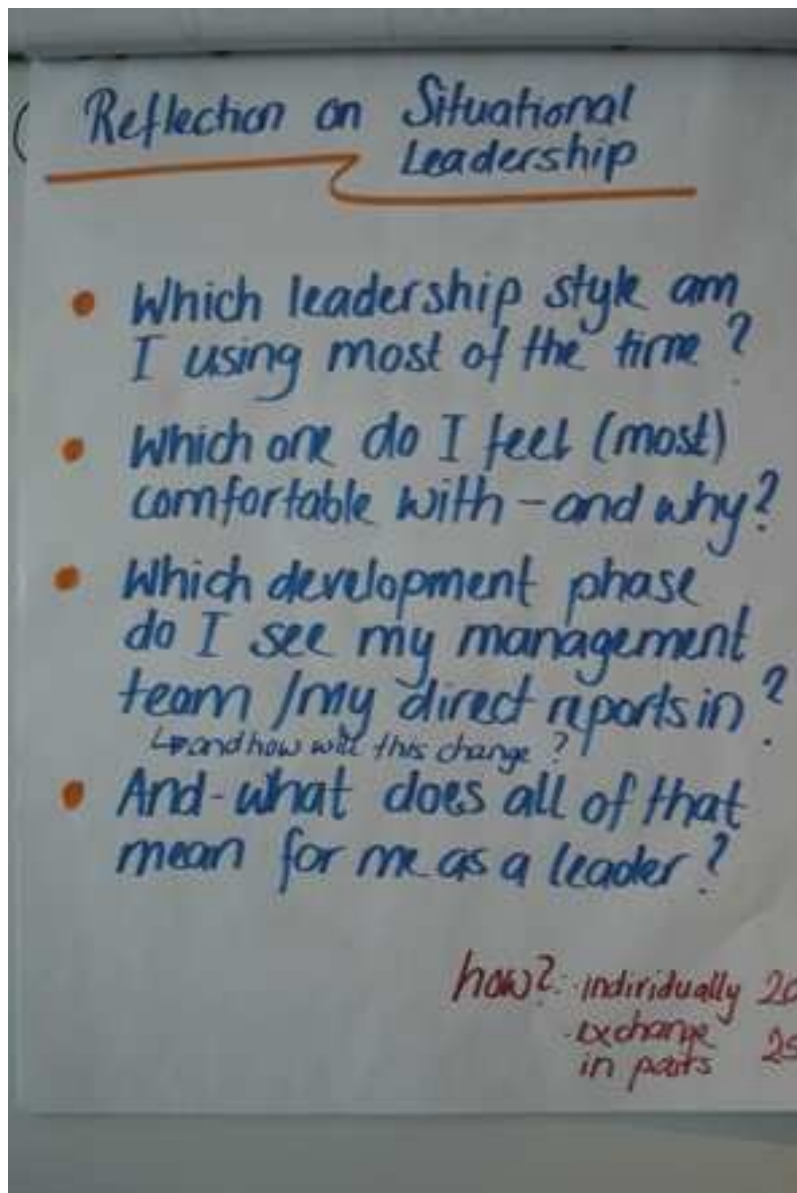 Reflection on Situational
Leadership
• Which leadership style am
I using most of the time?
• Which one do I feel (most)
comfortable with - and why?
• Which development phase
do I see my management
team / my direct reports in?
↳ and how will this change?
• And - what does all of that
mean for me as a leader?
how? · individually 20
· exchange
in pairs 25